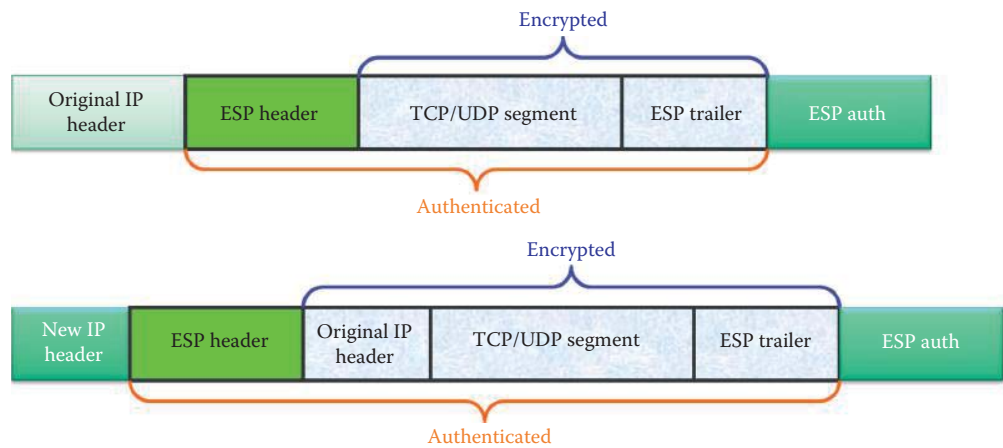 Encrypted
Original IP
header
ESP header
TCP/UDP segment
ESP trailer
ESP auth
Authenticated
Encrypted
New IP
header
ESP header
Original IP
header
TCP/UDP segment
ESP trailer
ESP auth
Authenticated